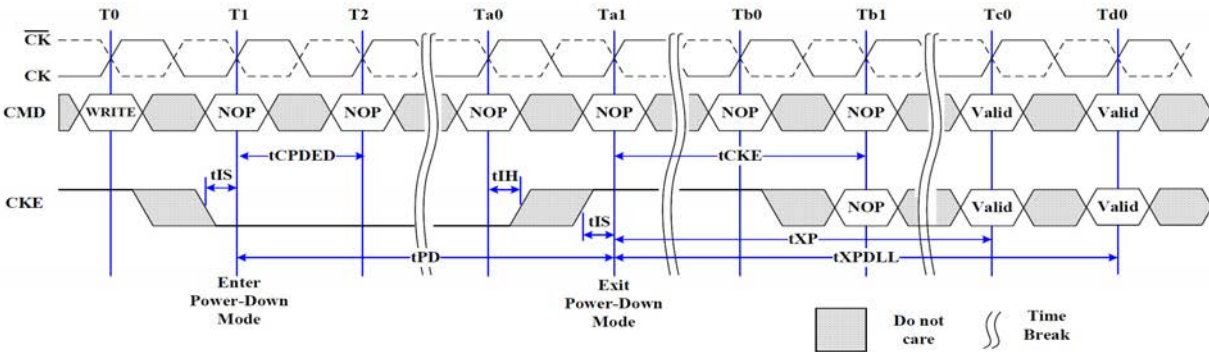 T0 T1 T2 Ta0 Ta1 Tb0 Tb1 Tc0 Td0
CK
CK
CMD WRITE NOP NOP NOP NOP NOP NOP Valid Valid
tCPDED tCKE
tIS tIH
CKE NOP Valid Valid
tIS
tXP
tPD tXPDLL
Enter
Power-Down
Mode
Exit
Power-Down
Mode
Do not
care
Time
Break